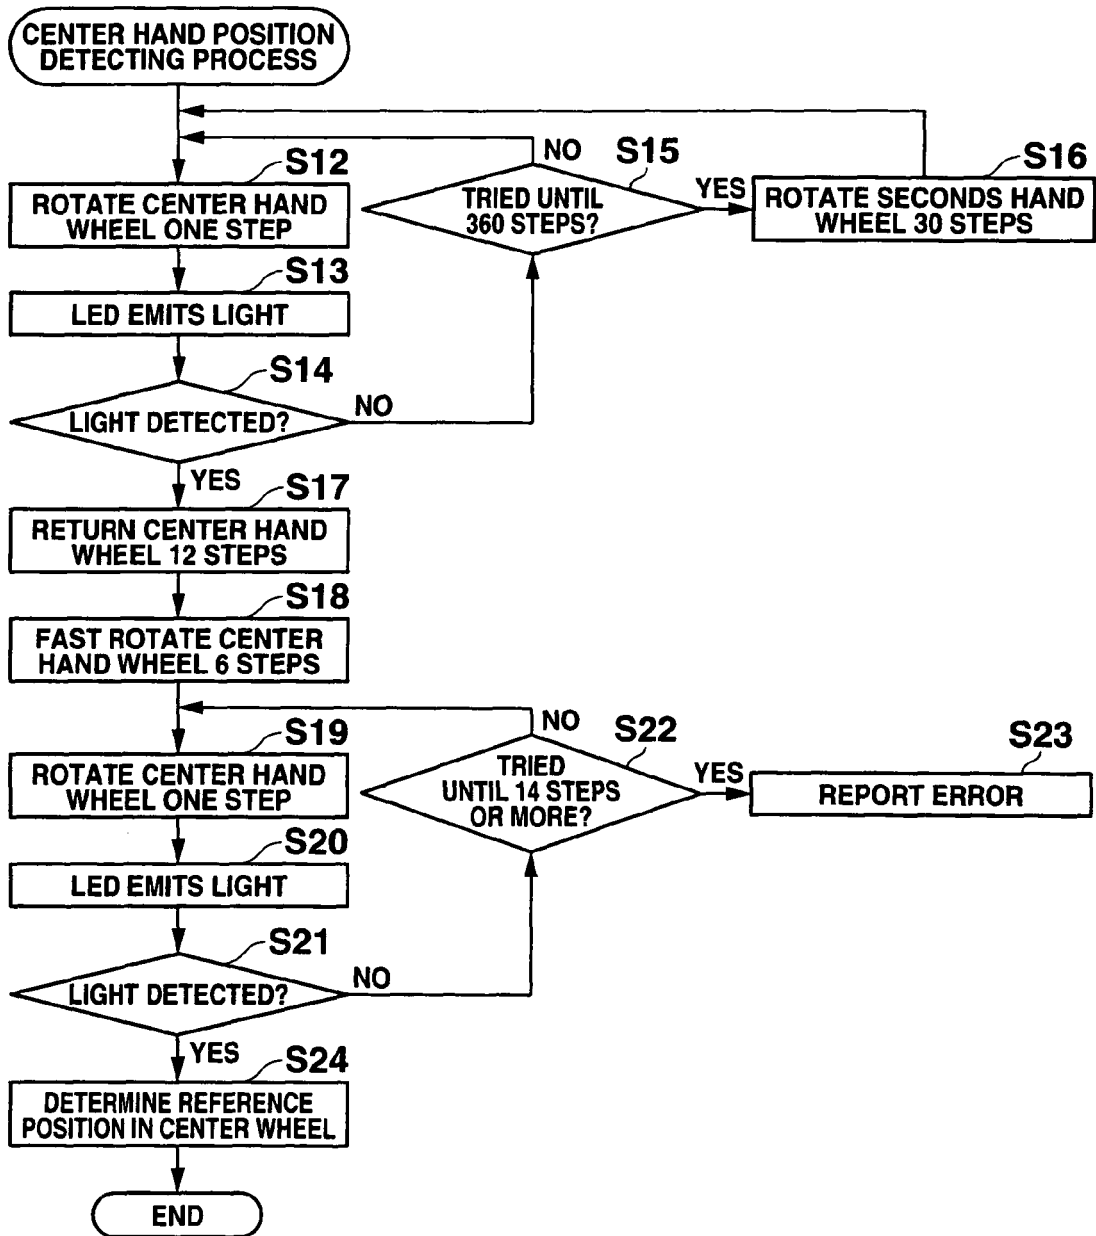 CENTER HAND POSITION
DETECTING PROCESS
S12
ROTATE CENTER HAND
WHEEL ONE STEP
NO
S15
TRIED UNTIL
360 STEPS?
YES
S16
ROTATE SECONDS HAND
WHEEL 30 STEPS
S13
LED EMITS LIGHT
S14
LIGHT DETECTED?
NO
YES
S17
RETURN CENTER HAND
WHEEL 12 STEPS
S18
FAST ROTATE CENTER
HAND WHEEL 6 STEPS
S19
ROTATE CENTER HAND
WHEEL ONE STEP
NO
S22
TRIED
UNTIL 14 STEPS
OR MORE?
YES
S23
REPORT ERROR
S20
LED EMITS LIGHT
S21
LIGHT DETECTED?
NO
YES
S24
DETERMINE REFERENCE
POSITION IN CENTER WHEEL
END